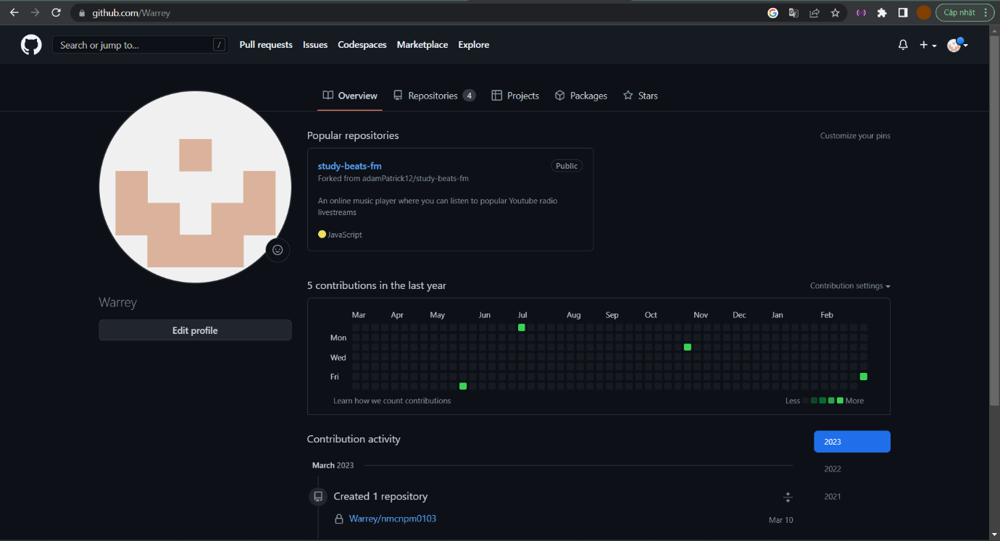 github.com/Warrey
Cập nhật
Search or jump to...
/
Pull requests Issues Codespaces Marketplace Explore
Overview Repositories 4 Projects Packages Stars
Popular repositories
Customize your pins
study-beats-fm
Public
Forked from adamPatrick12/study-beats-fm
An online music player where you can listen to popular Youtube radio
livestreams
JavaScript
Warrey
Edit profile
5 contributions in the last year
Contribution settings
Mar Apr May Jun Jul Aug Sep Oct Nov Dec Jan Feb
Mon
Wed
Fri
Learn how we count contributions
Less More
Contribution activity
2023
2022
2021
March 2023
Created 1 repository
Warrey/nmcnpm0103
Mar 10